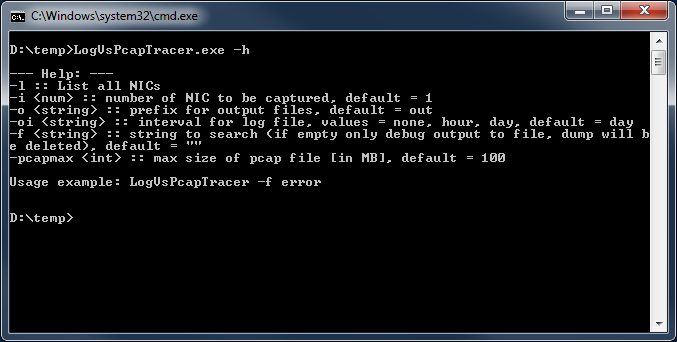 C:\Windows\system32\cmd.exe
D:\temp>LogVsPcapTracer.exe -h
--- Help: ---
-l :: List all NICs
-i <num> :: number of NIC to be captured, default = 1
-o <string> :: prefix for output files, default = out
-oi <string> :: interval for log file, values = none, hour, day, default = day
-f <string> :: string to search (if empty only debug output to file, dump will b
e deleted), default = ""
-pcapmax <int> :: max size of pcap file [in MB], default = 100
Usage example: LogVsPcapTracer -f error
D:\temp>